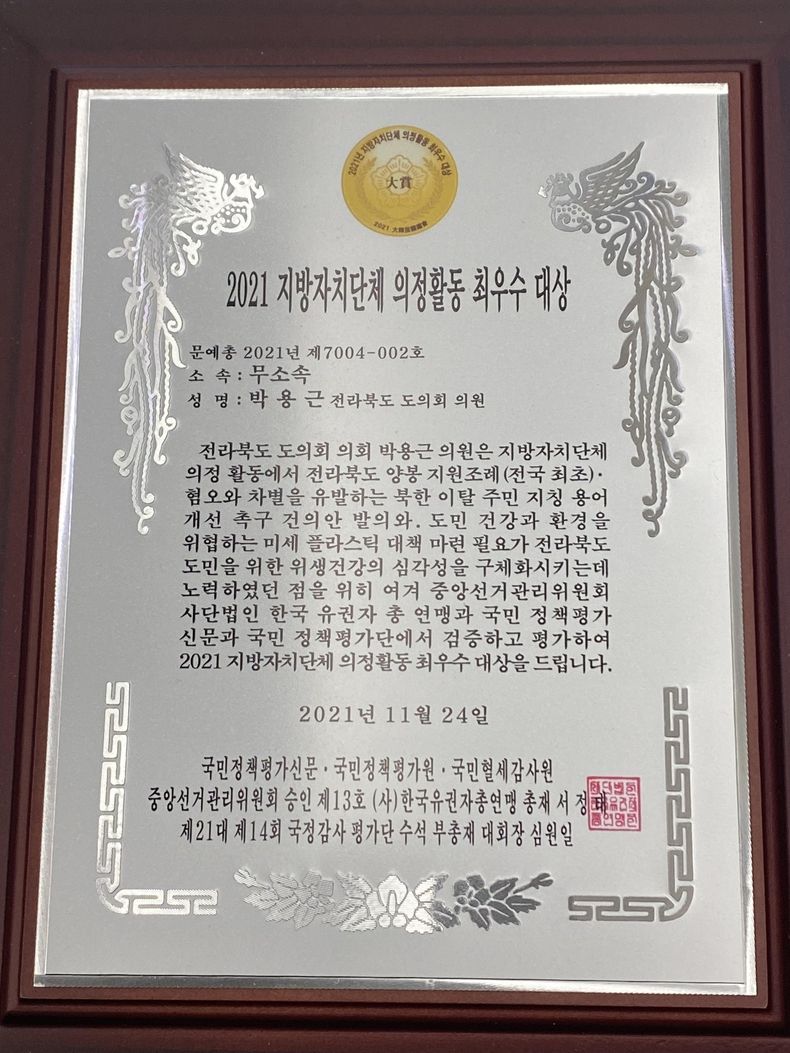 2021년 지방자치단체 의정활동 최우수 대상
大賞
2021 지방자치단체 의정활동 최우수 대상
문예총 2021년 제7004-002호
소 속 : 무소속
성 명 : 박 용 근 전라북도 도의회 의원
전라북도 도의회 의회 박용근 의원은 지방자치단체
의정 활동에서 전라북도 양봉 지원조례(전국 최초)·
혐오와 차별을 유발하는 북한 이탈 주민 지칭 용어
개선 촉구 건의안 발의와. 도민 건강과 환경을
위협하는 미세 플라스틱 대책 마련 필요가 전라북도
도민을 위한 위생건강의 심각성을 구체화시키는데
노력하였던 점을 위히 여겨 중앙선거관리위원회
사단법인 한국 유권자 총 연맹과 국민 정책평가
신문과 국민 정책평가단에서 검증하고 평가하여
2021 지방자치단체 의정활동 최우수 대상을 드립니다.
2021년 11월 24일
국민정책평가신문 · 국민정책평가원 · 국민혈세감사원
중앙선거관리위원회 승인 제13호 (사)한국유권자총연맹 총재 서 정 태
제21대 제14회 국정감사 평가단 수석 부총재 대회장 심원일